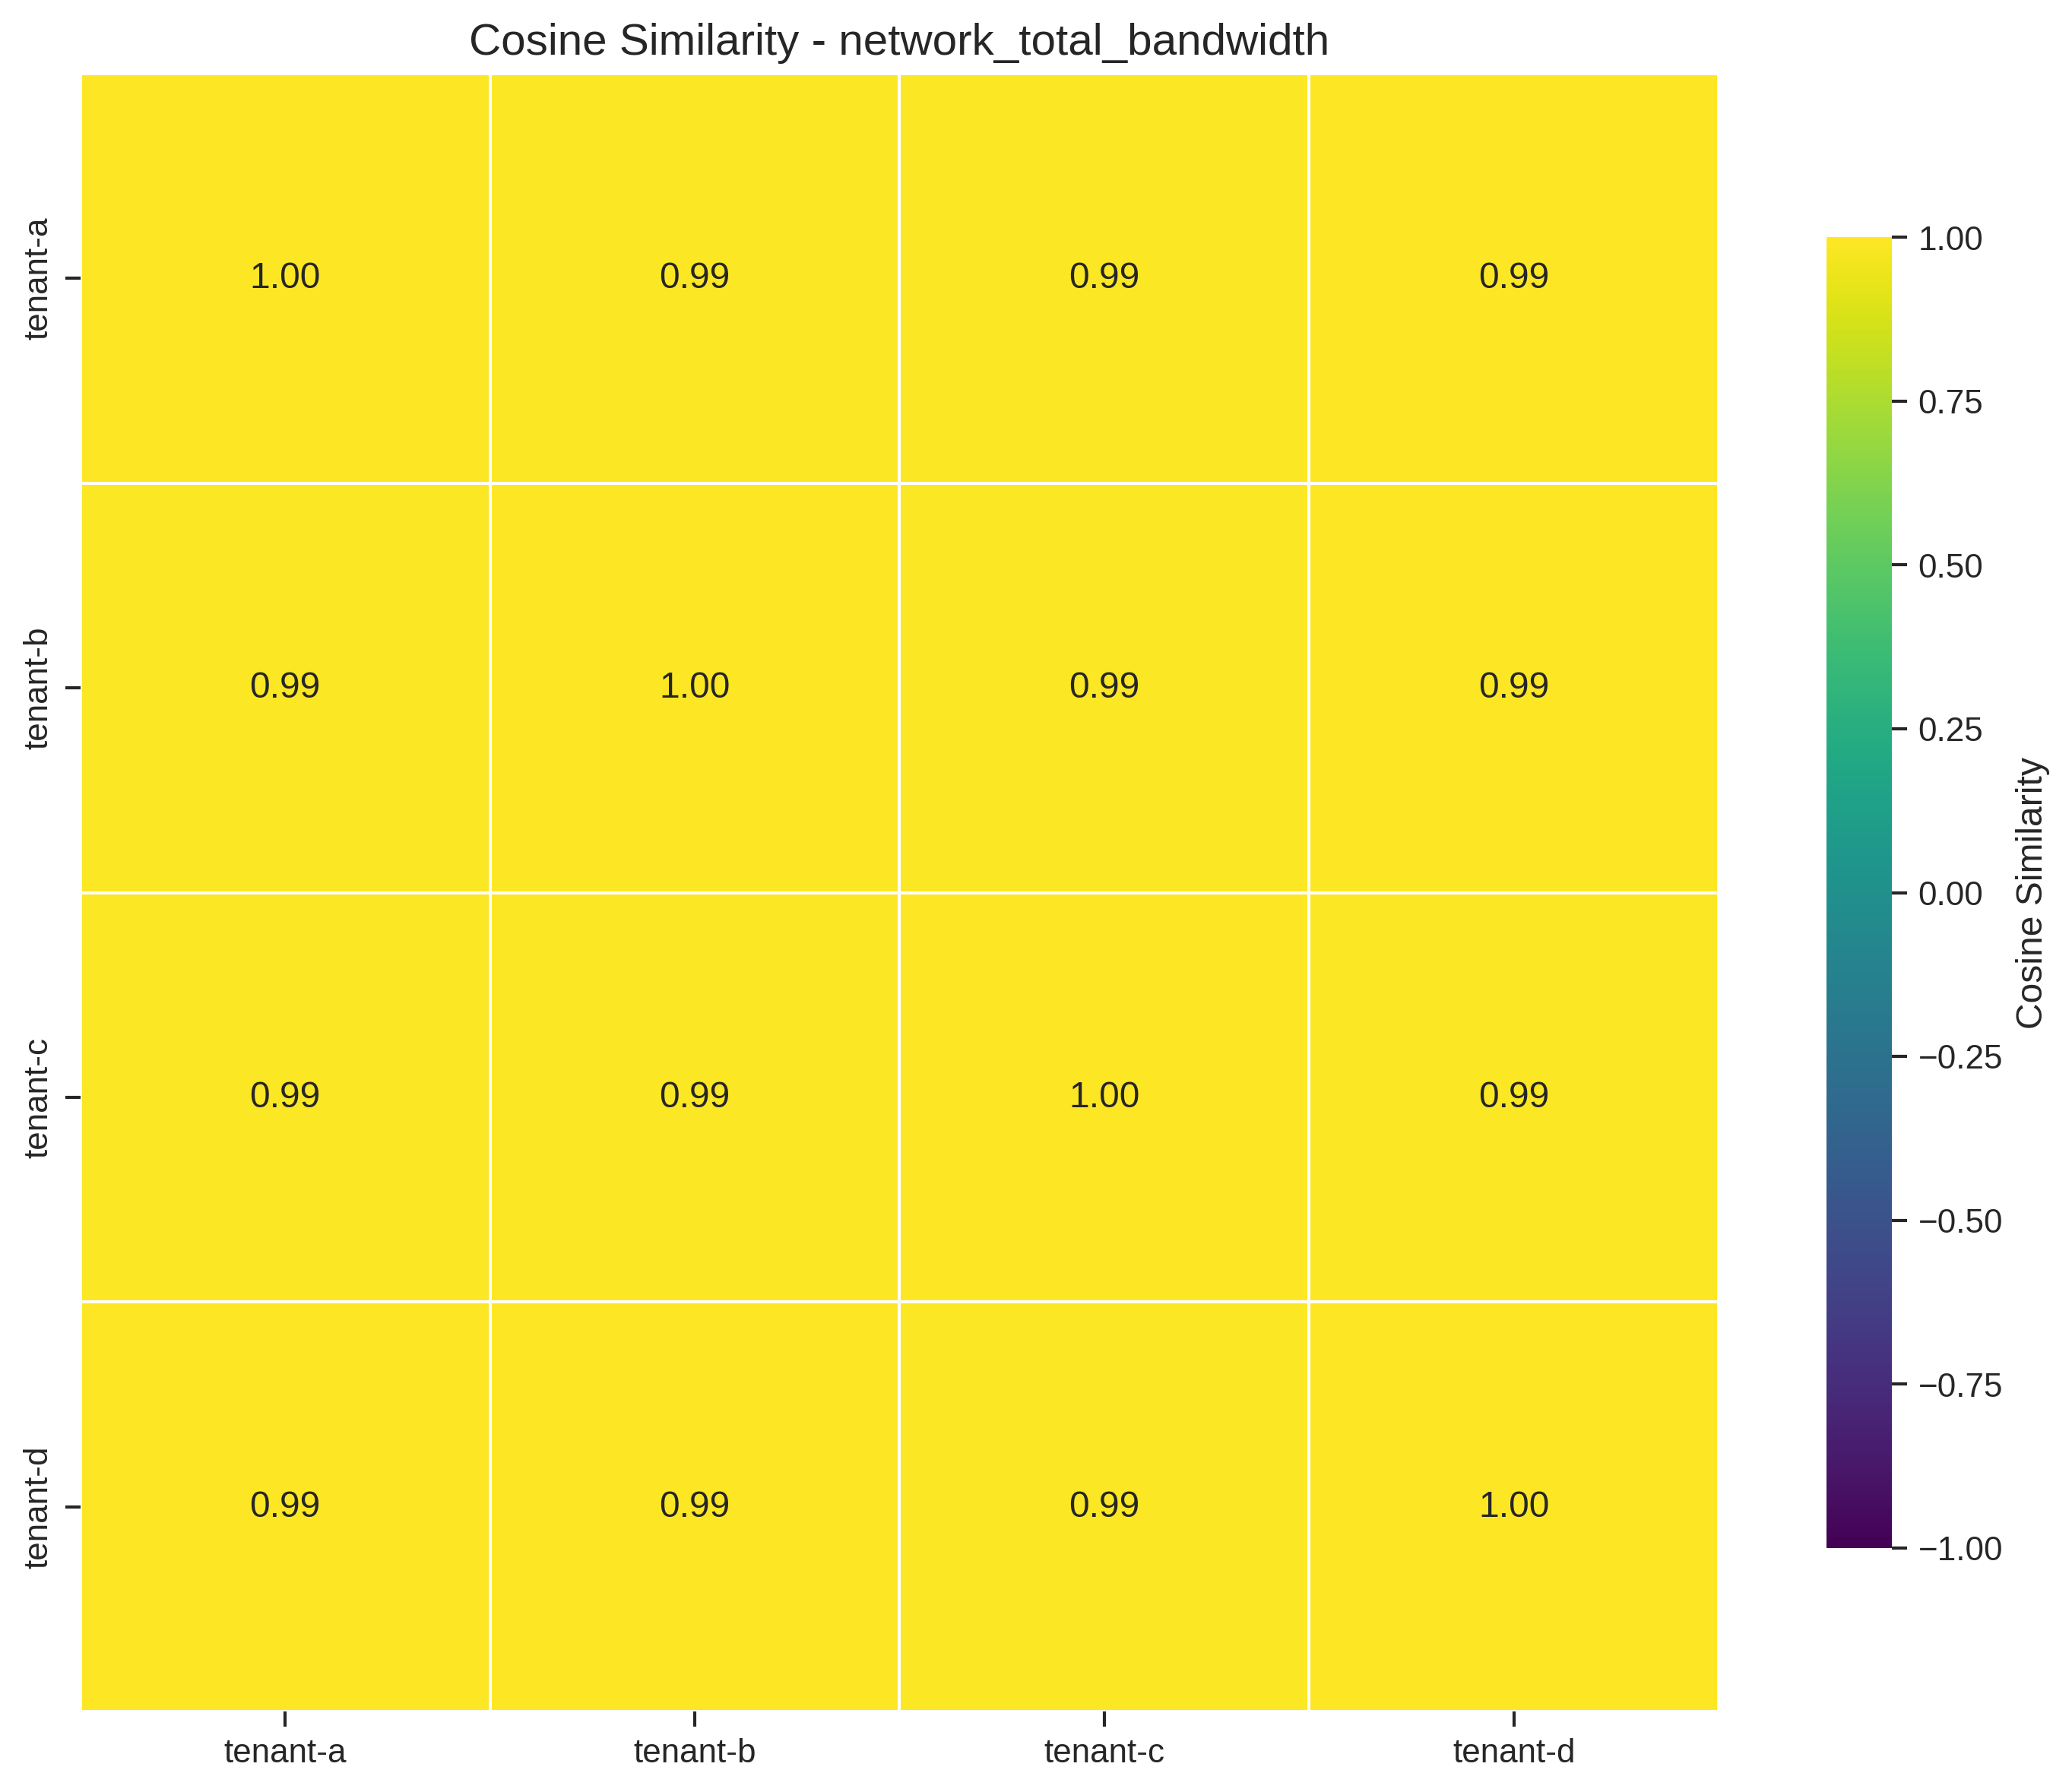 Cosine Similarity - network_total_bandwidth
tenant-a
1.00 0.99 0.99 0.99
tenant-b
0.99 1.00 0.99 0.99
tenant-c
0.99 0.99 1.00 0.99
tenant-d
0.99 0.99 0.99 1.00
tenant-a tenant-b tenant-c tenant-d
1.00
0.75
0.50
0.25
0.00
−0.25
−0.50
−0.75
−1.00
Cosine Similarity